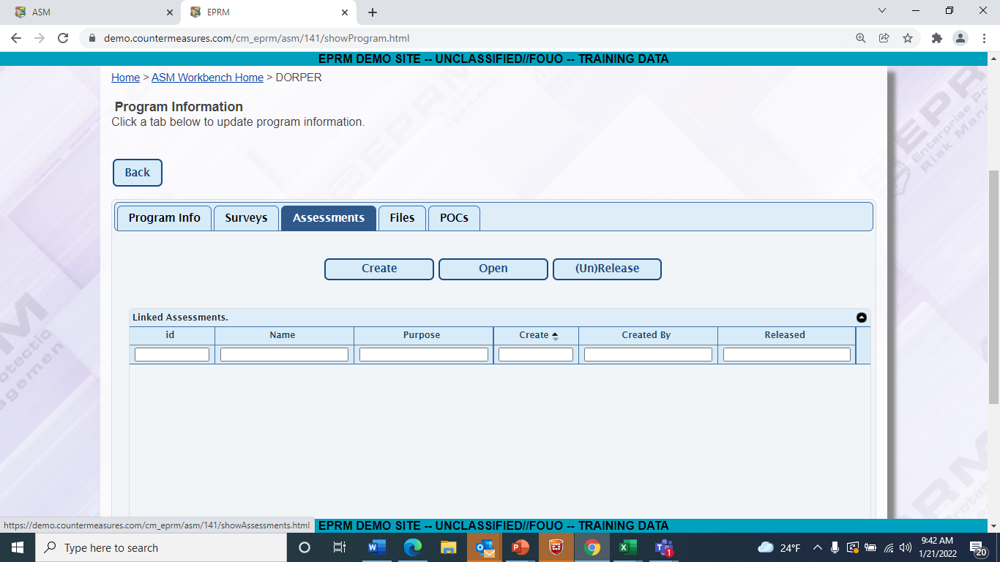 ASM
EPRM
demo.countermeasures.com/cm_eprm/asm/141/showProgram.html
EPRM DEMO SITE -- UNCLASSIFIED//FOUO -- TRAINING DATA
Home > ASM Workbench Home > DORPER
Program Information
Click a tab below to update program information.
Back
Program Info Surveys Assessments Files POCs
Create Open (Un)Release
Linked Assessments.
id Name Purpose Create Created By Released
https://demo.countermeasures.com/cm_eprm/asm/141/showAssessments.html
EPRM DEMO SITE -- UNCLASSIFIED//FOUO -- TRAINING DATA
Type here to search
24°F
9:42 AM
1/21/2022
1
20